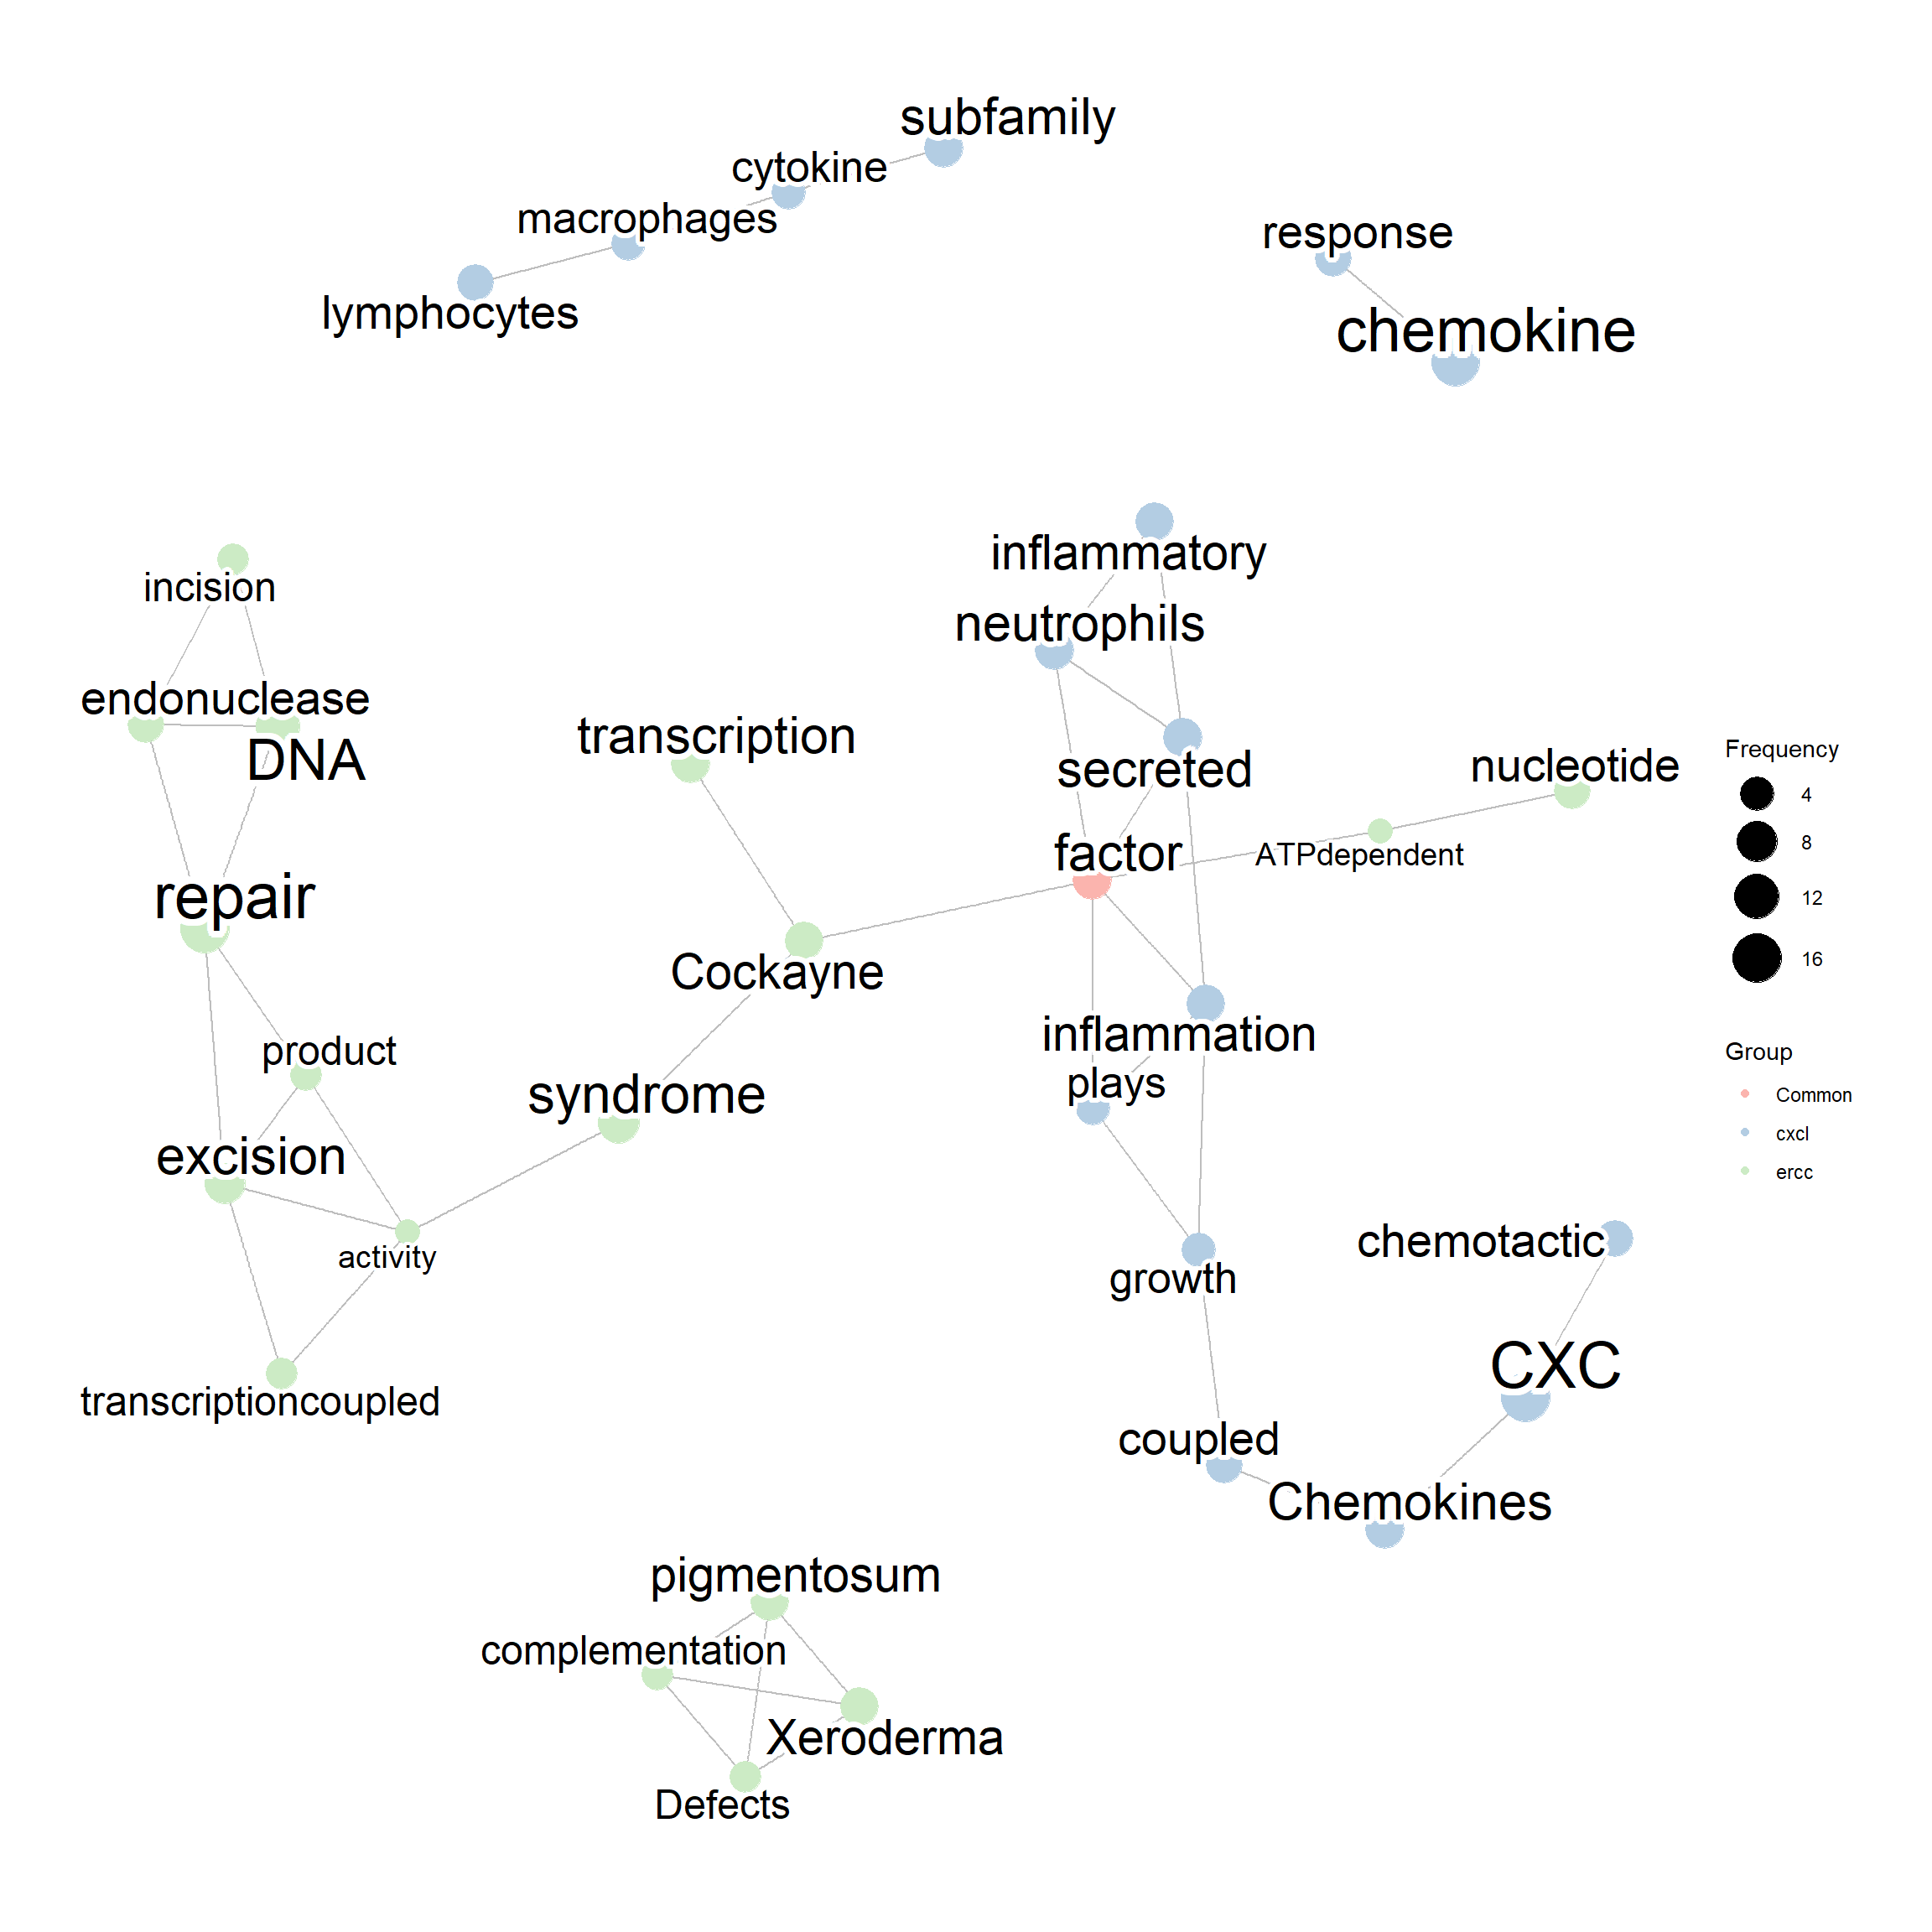 subfamily
cytokine
macrophages
response
lymphocytes
chemokine
inflammatory
incision
neutrophils
endonuclease
transcription
DNA
secreted
nucleotide
factor
ATPdependent
repair
Cockayne
inflammation
product
plays
syndrome
excision
activity
growth
chemotactic
transcriptioncoupled
CXC
coupled
Chemokines
pigmentosum
complementation
Xeroderma
Defects
Frequency
4
8
12
16
Group
Common
cxcl
ercc